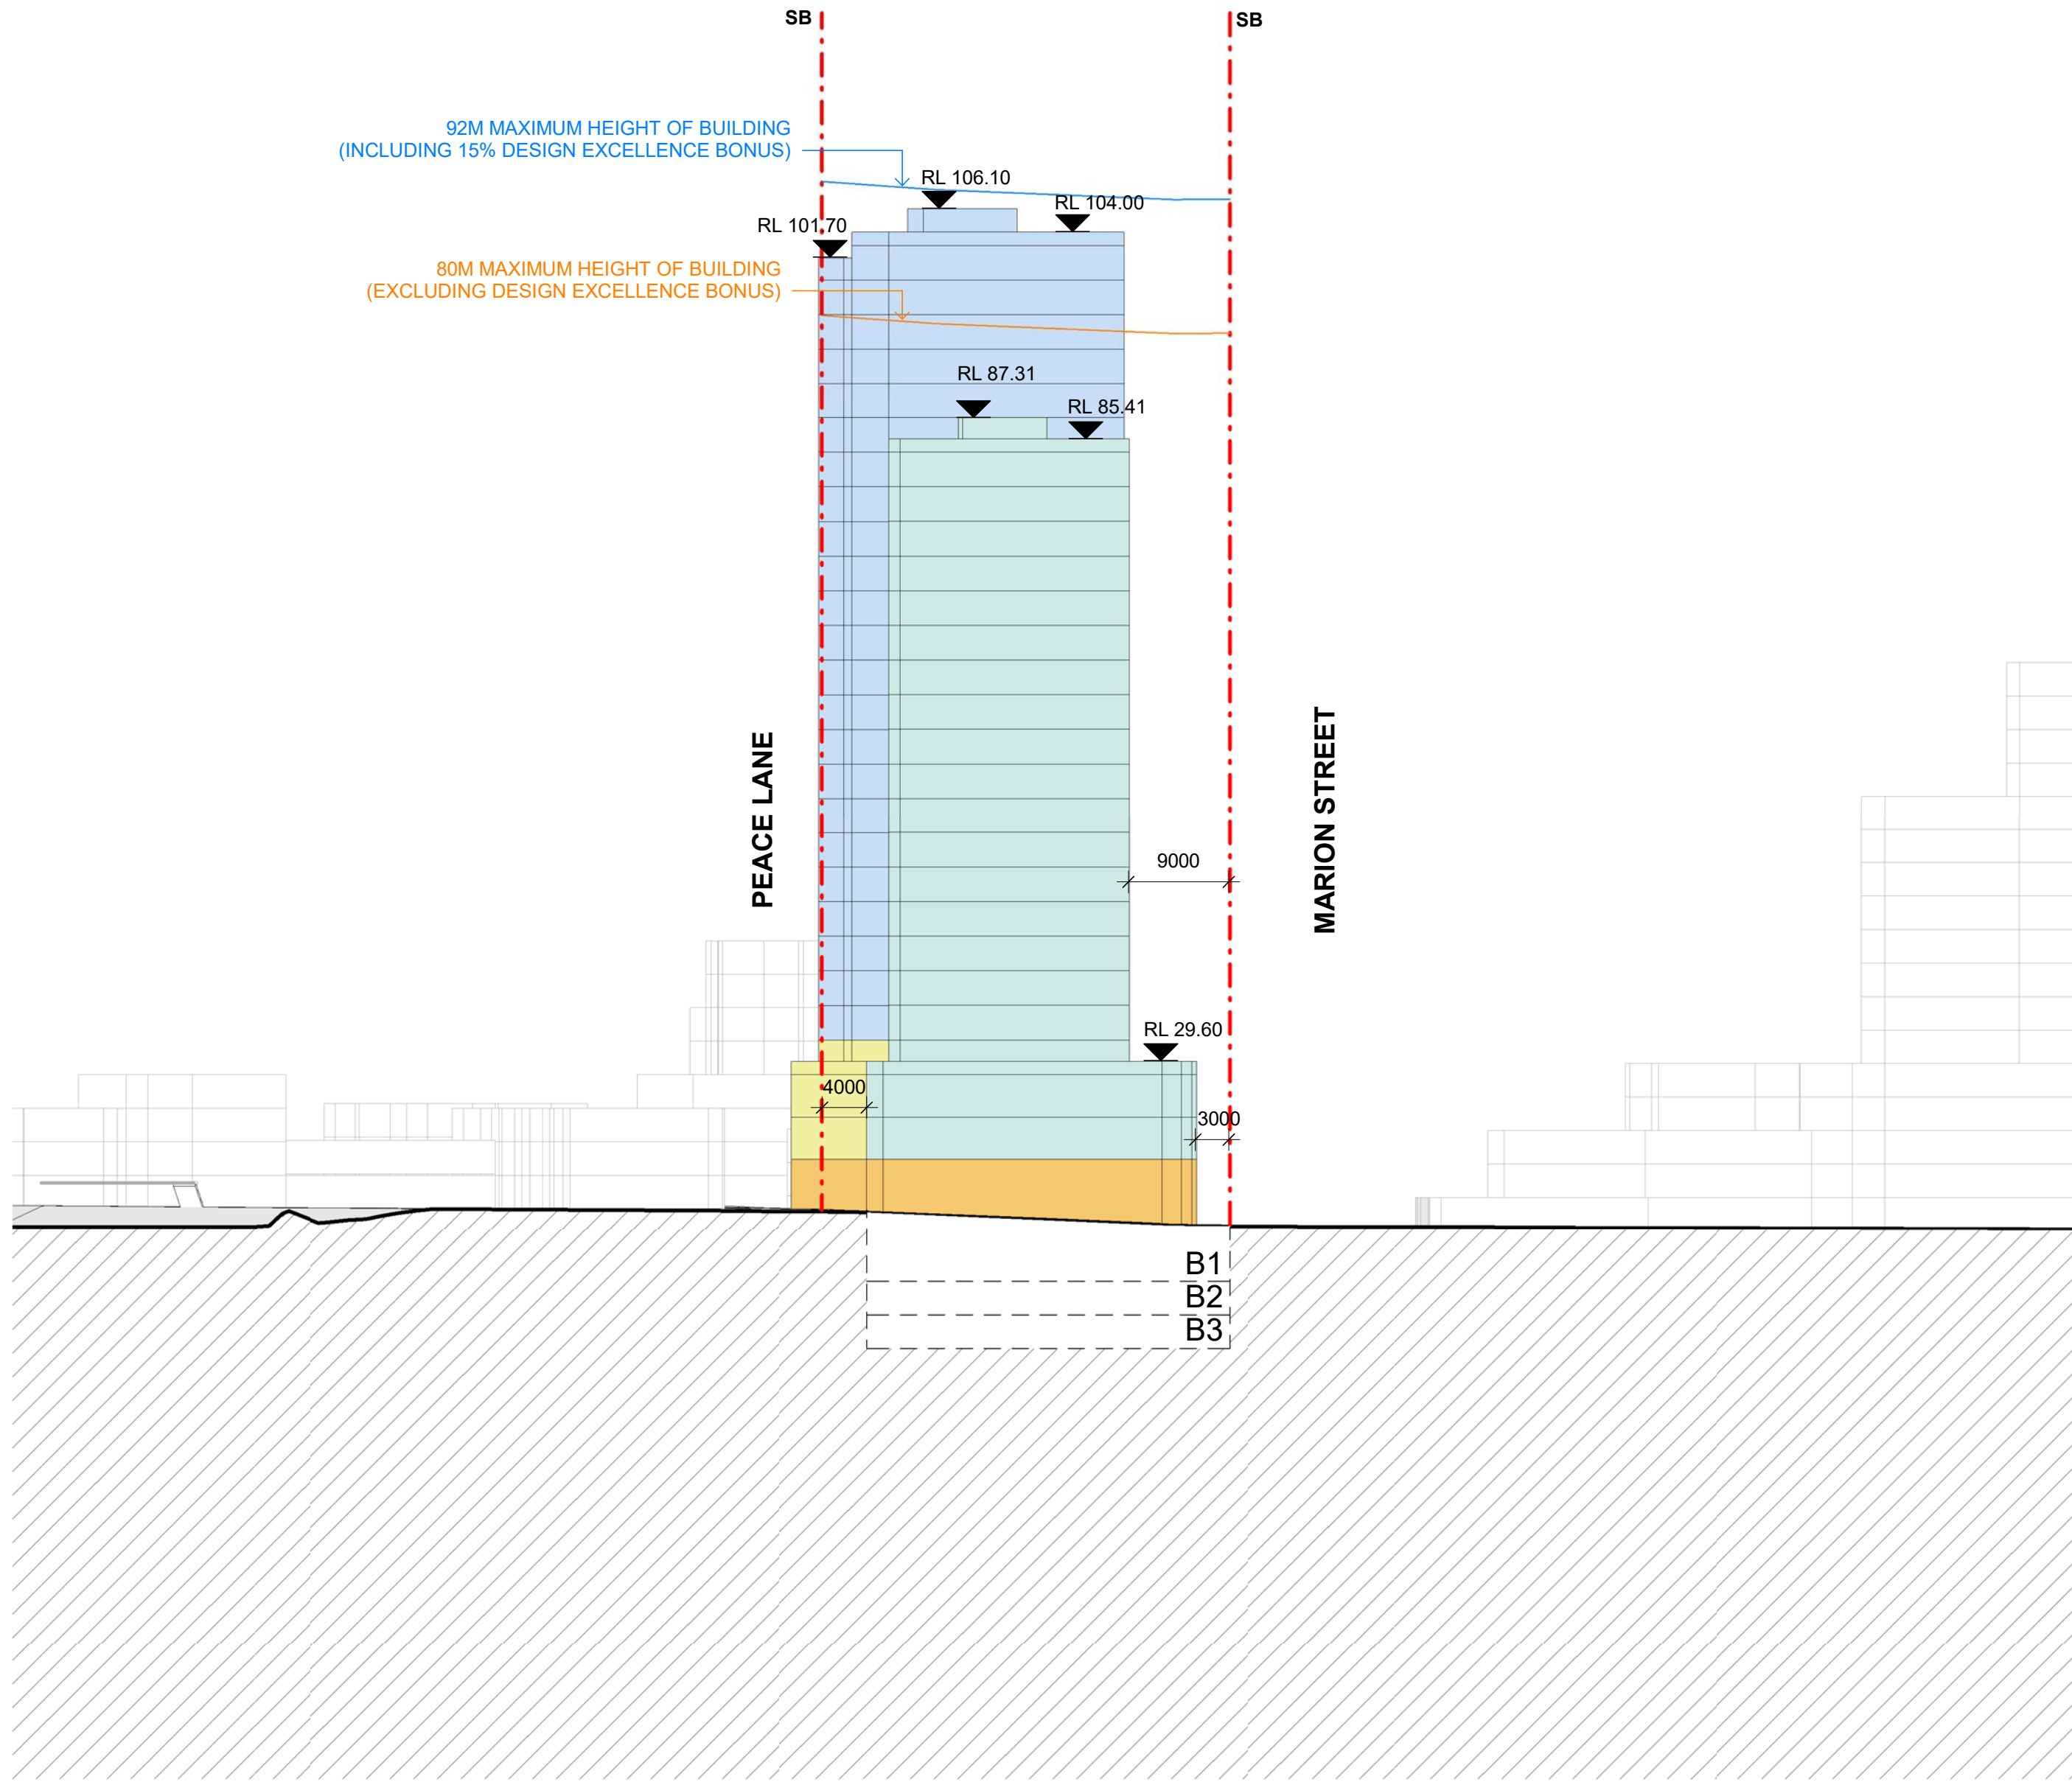 SB
SB
92M MAXIMUM HEIGHT OF BUILDING
(INCLUDING 15% DESIGN EXCELLENCE BONUS)
RL 106.10
RL 104.00
RL 101.70
80M MAXIMUM HEIGHT OF BUILDING
(EXCLUDING DESIGN EXCELLENCE BONUS)
RL 87.31
RL 85.41
PEACE LANE
MARION STREET
9000
RL 29.60
4000
3000
B1
B2
B3